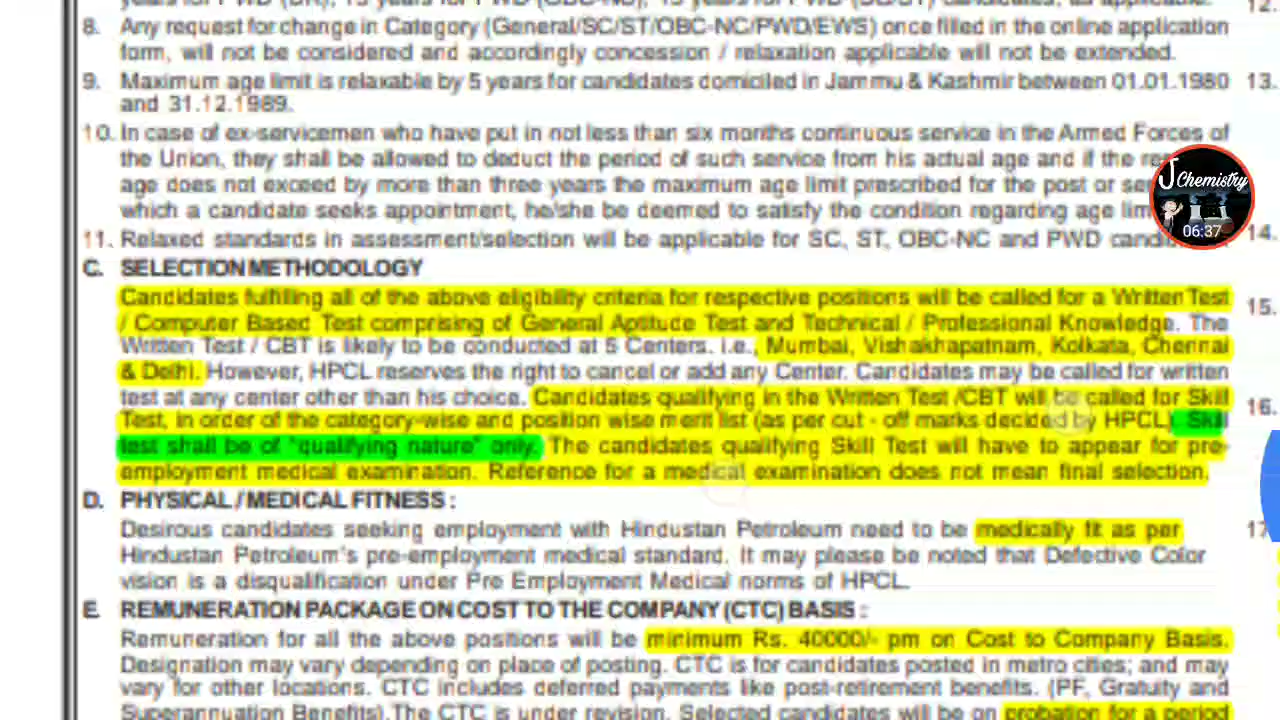 8. Any request for change in Category (General/SC/ST/OBC-NC/PWD/EWS) once filled in the online application
form, will not be considered and accordingly concession / relaxation applicable will not be extended.
9. Maximum age limit is relaxable by 5 years for candidates domiciled in Jammu & Kashmir between 01.01.1980
and 31.12.1989.
10. In case of ex-servicemen who have put in not less than six months continuous service in the Armed Forces of
the Union, they shall be allowed to deduct the period of such service from his actual age and if the
age does not exceed by more than three years the maximum age limit prescribed for the post or
which a candidate seeks appointment, he/she be deemed to satisfy the condition regarding age
11. Relaxed standards in assessment/selection will be applicable for SC, ST, OBC-NC and PWD
C. SELECTION METHODOLOGY
Candidates fulfilling all of the above eligibility criteria for respective positions will be called for a Written Test
/ Computer Based Test comprising of General Aptitude Test and Technical / Professional Knowledge. The
Written Test / CBT is likely to be conducted at 5 Centers. i.e., Mumbai, Vishakhapatnam, Kolkata, Chennai
& Delhi. However, HPCL reserves the right to cancel or add any Center. Candidates may be called for written
test at any center other than his choice. Candidates qualifying in the Written Test /CBT will be called for Skill
Test, in order of the category-wise and position wise merit list (as per cut - off marks decided by HPCL). Skill
test shall be of "qualifying nature" only. The candidates qualifying Skill Test will have to appear for pre-
employment medical examination. Reference for a medical examination does not mean final selection.
D. PHYSICAL / MEDICAL FITNESS :
Desirous candidates seeking employment with Hindustan Petroleum need to be medically fit as per
Hindustan Petroleum's pre-employment medical standard. It may please be noted that Defective Color
vision is a disqualification under Pre Employment Medical norms of HPCL.
E. REMUNERATION PACKAGE ON COST TO THE COMPANY (CTC) BASIS :
Remuneration for all the above positions will be minimum Rs. 40000/- pm on Cost to Company Basis.
Designation may vary depending on place of posting. CTC is for candidates posted in metro cities; and may
vary for other locations. CTC includes deferred payments like post-retirement benefits. (PF, Gratuity and
Superannuation Benefits).The CTC is under revision. Selected candidates will be on probation for a period
12.
13.
14.
15.
16.
17
J Chemistry
06:37